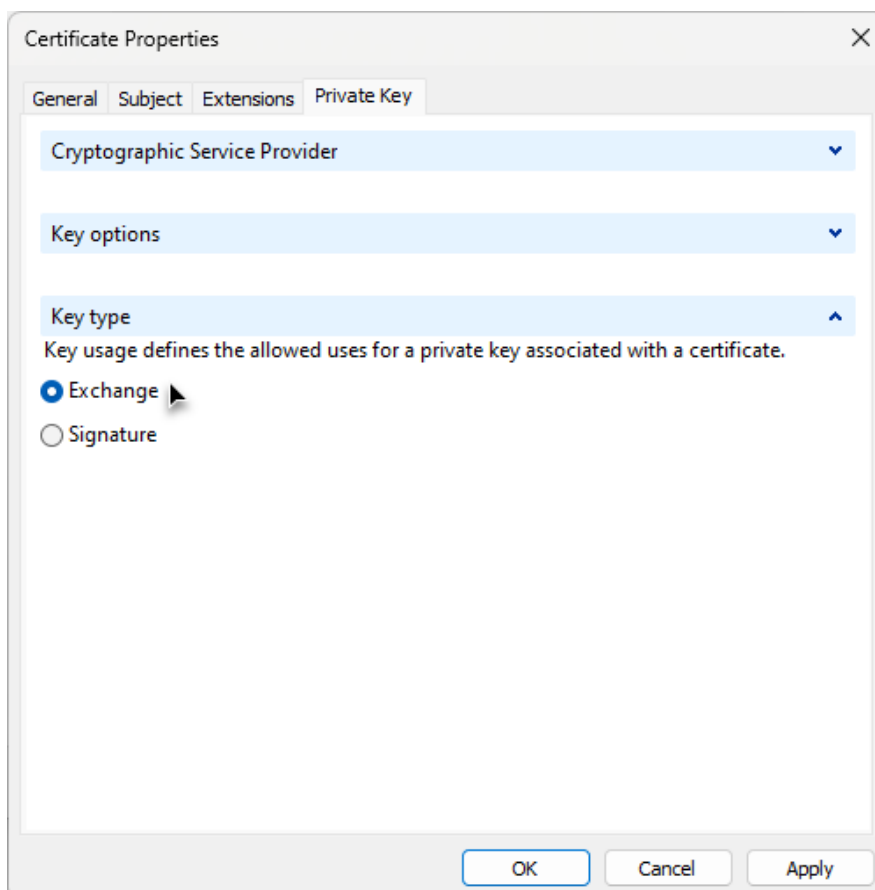 Certificate Properties
General Subject Extensions Private Key
Cryptographic Service Provider
Key options
Key type
Key usage defines the allowed uses for a private key associated with a certificate.
Exchange
Signature
OK Cancel Apply